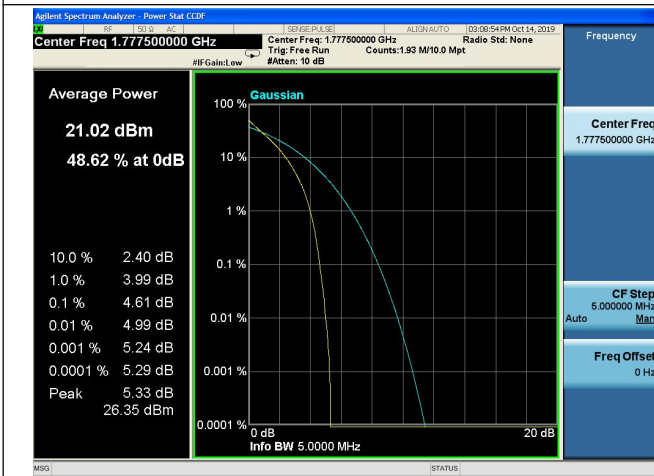 Agilent Spectrum Analyzer - Power Stat CCDF
RF 50 Ω AC SENSE:PULSE ALIGN AUTO 03:08:54 PM Oct 14, 2019
Center Freq 1.777500000 GHz
Center Freq: 1.777500000 GHz Radio Std: None
Trig: Free Run Counts:1.93 M/10.0 Mpt
#IFGain:Low #Atten: 10 dB
Frequency
Average Power
21.02 dBm
48.62 % at 0dB
10.0 % 2.40 dB
1.0 % 3.99 dB
0.1 % 4.61 dB
0.01 % 4.99 dB
0.001 % 5.24 dB
0.0001 % 5.29 dB
Peak 5.33 dB
26.35 dBm
Gaussian
100 %
10 %
1 %
0.1 %
0.01 %
0.001 %
0.0001 %
0 dB 20 dB
Info BW 5.0000 MHz
Center Freq
1.777500000 GHz
CF Step
5.000000 MHz
Auto Man
Freq Offset
0 Hz
MSG STATUS